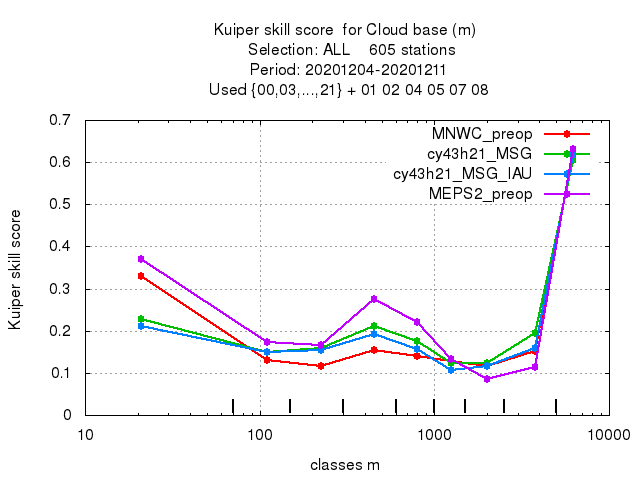 Kuiper skill score  for Cloud base (m)
Selection: ALL    605 stations
Period: 20201204-20201211
Used {00,03,...,21} + 01 02 04 05 07 08
MNWC_preop
cy43h21_MSG
cy43h21_MSG_IAU
MEPS2_preop
Kuiper skill score
0.7
0.6
0.5
0.4
0.3
0.2
0.1
0
10 100 1000 10000
classes m